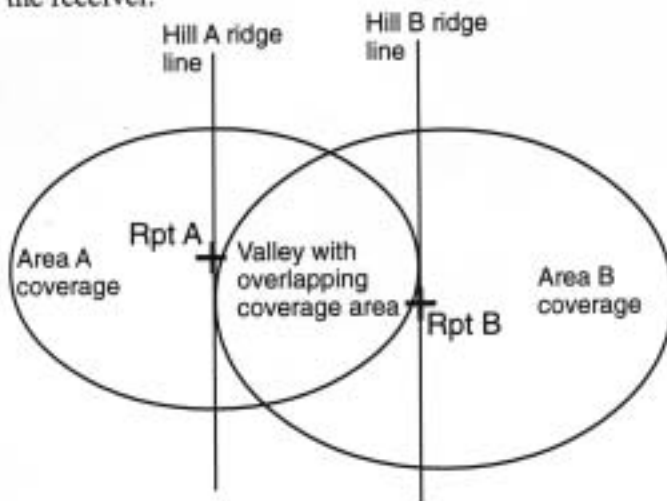 the receiver.
Hill A ridge
line
Hill B ridge
line
Rpt A
Area A
coverage
Valley with
overlapping
coverage area
Rpt B
Area B
coverage